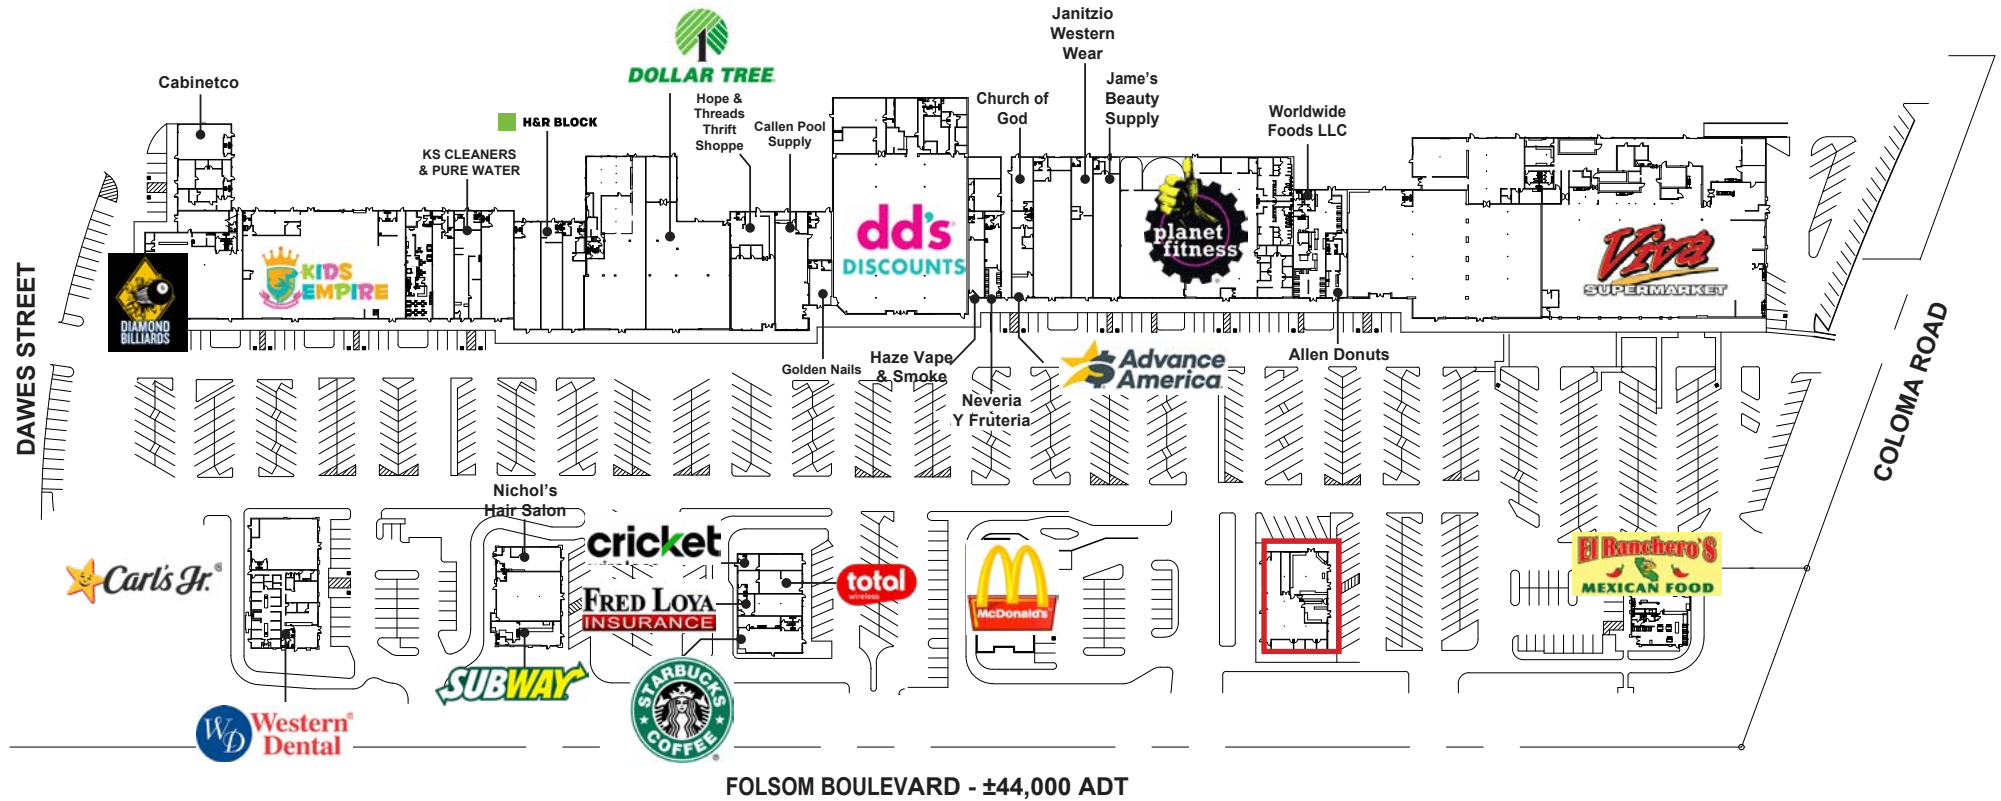 Janitzio
Western
Wear
DOLLAR TREE
Cabinetco
Jame's
Beauty
Supply
Hope &
Threads
Thrift
Shoppe
Church of
God
Worldwide
Foods LLC
H&R BLOCK
Callen Pool
Supply
KS CLEANERS
& PURE WATER
dd's
DISCOUNTS
planet
fitness
Viva
SUPERMARKET
KIDS
EMPIRE
8
DIAMOND
BILLIARDS
DAWES STREET
COLOMA ROAD
Golden Nails
Haze Vape
& Smoke
Advance
America
Allen Donuts
Neveria
Y Fruteria
Nichol's
Hair Salon
cricket
Carl's Jr.®
total
wireless
El Ranchero'S
MEXICAN FOOD
FRED LOYA
INSURANCE
McDonald's
SUBWAY
STARBUCKS
COFFEE
WD
Western®
Dental
FOLSOM BOULEVARD - ±44,000 ADT